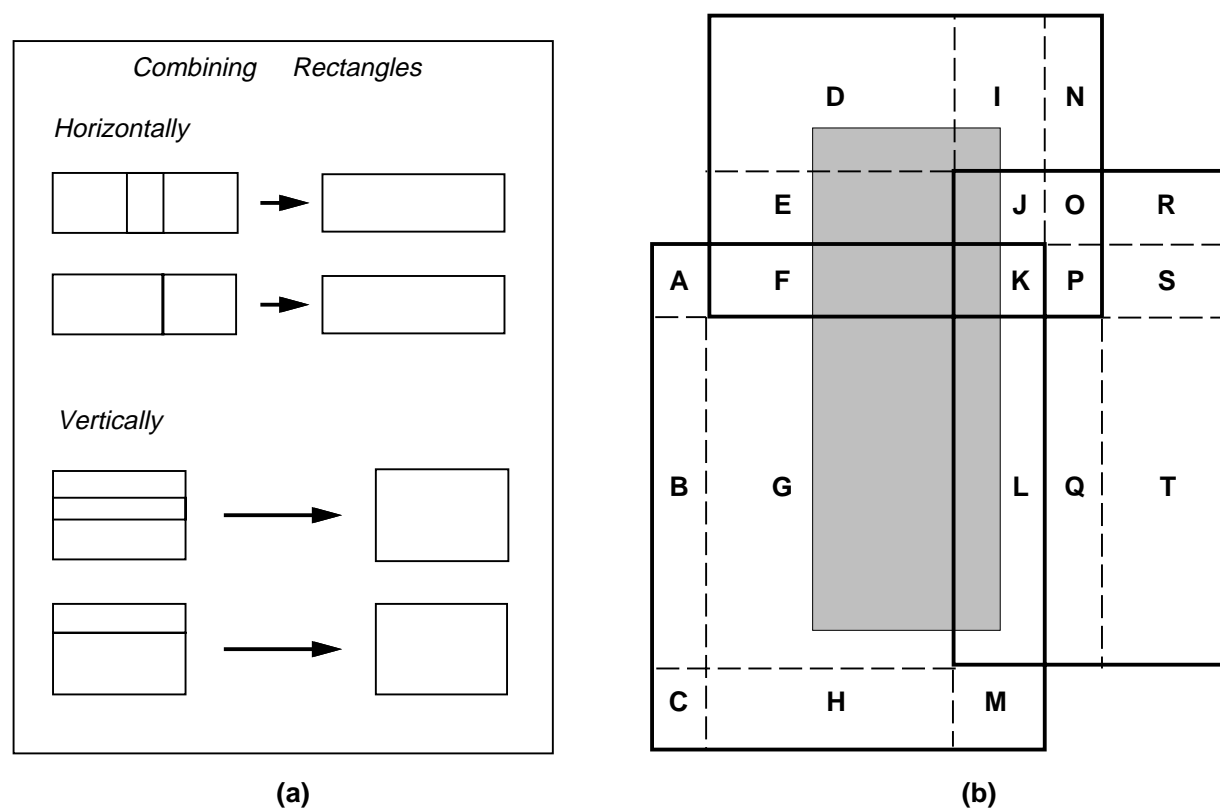 Combining Rectangles
Horizontally
Vertically
(a)
D I N
E J O R
A F K P S
B G L Q T
C H M
(b)